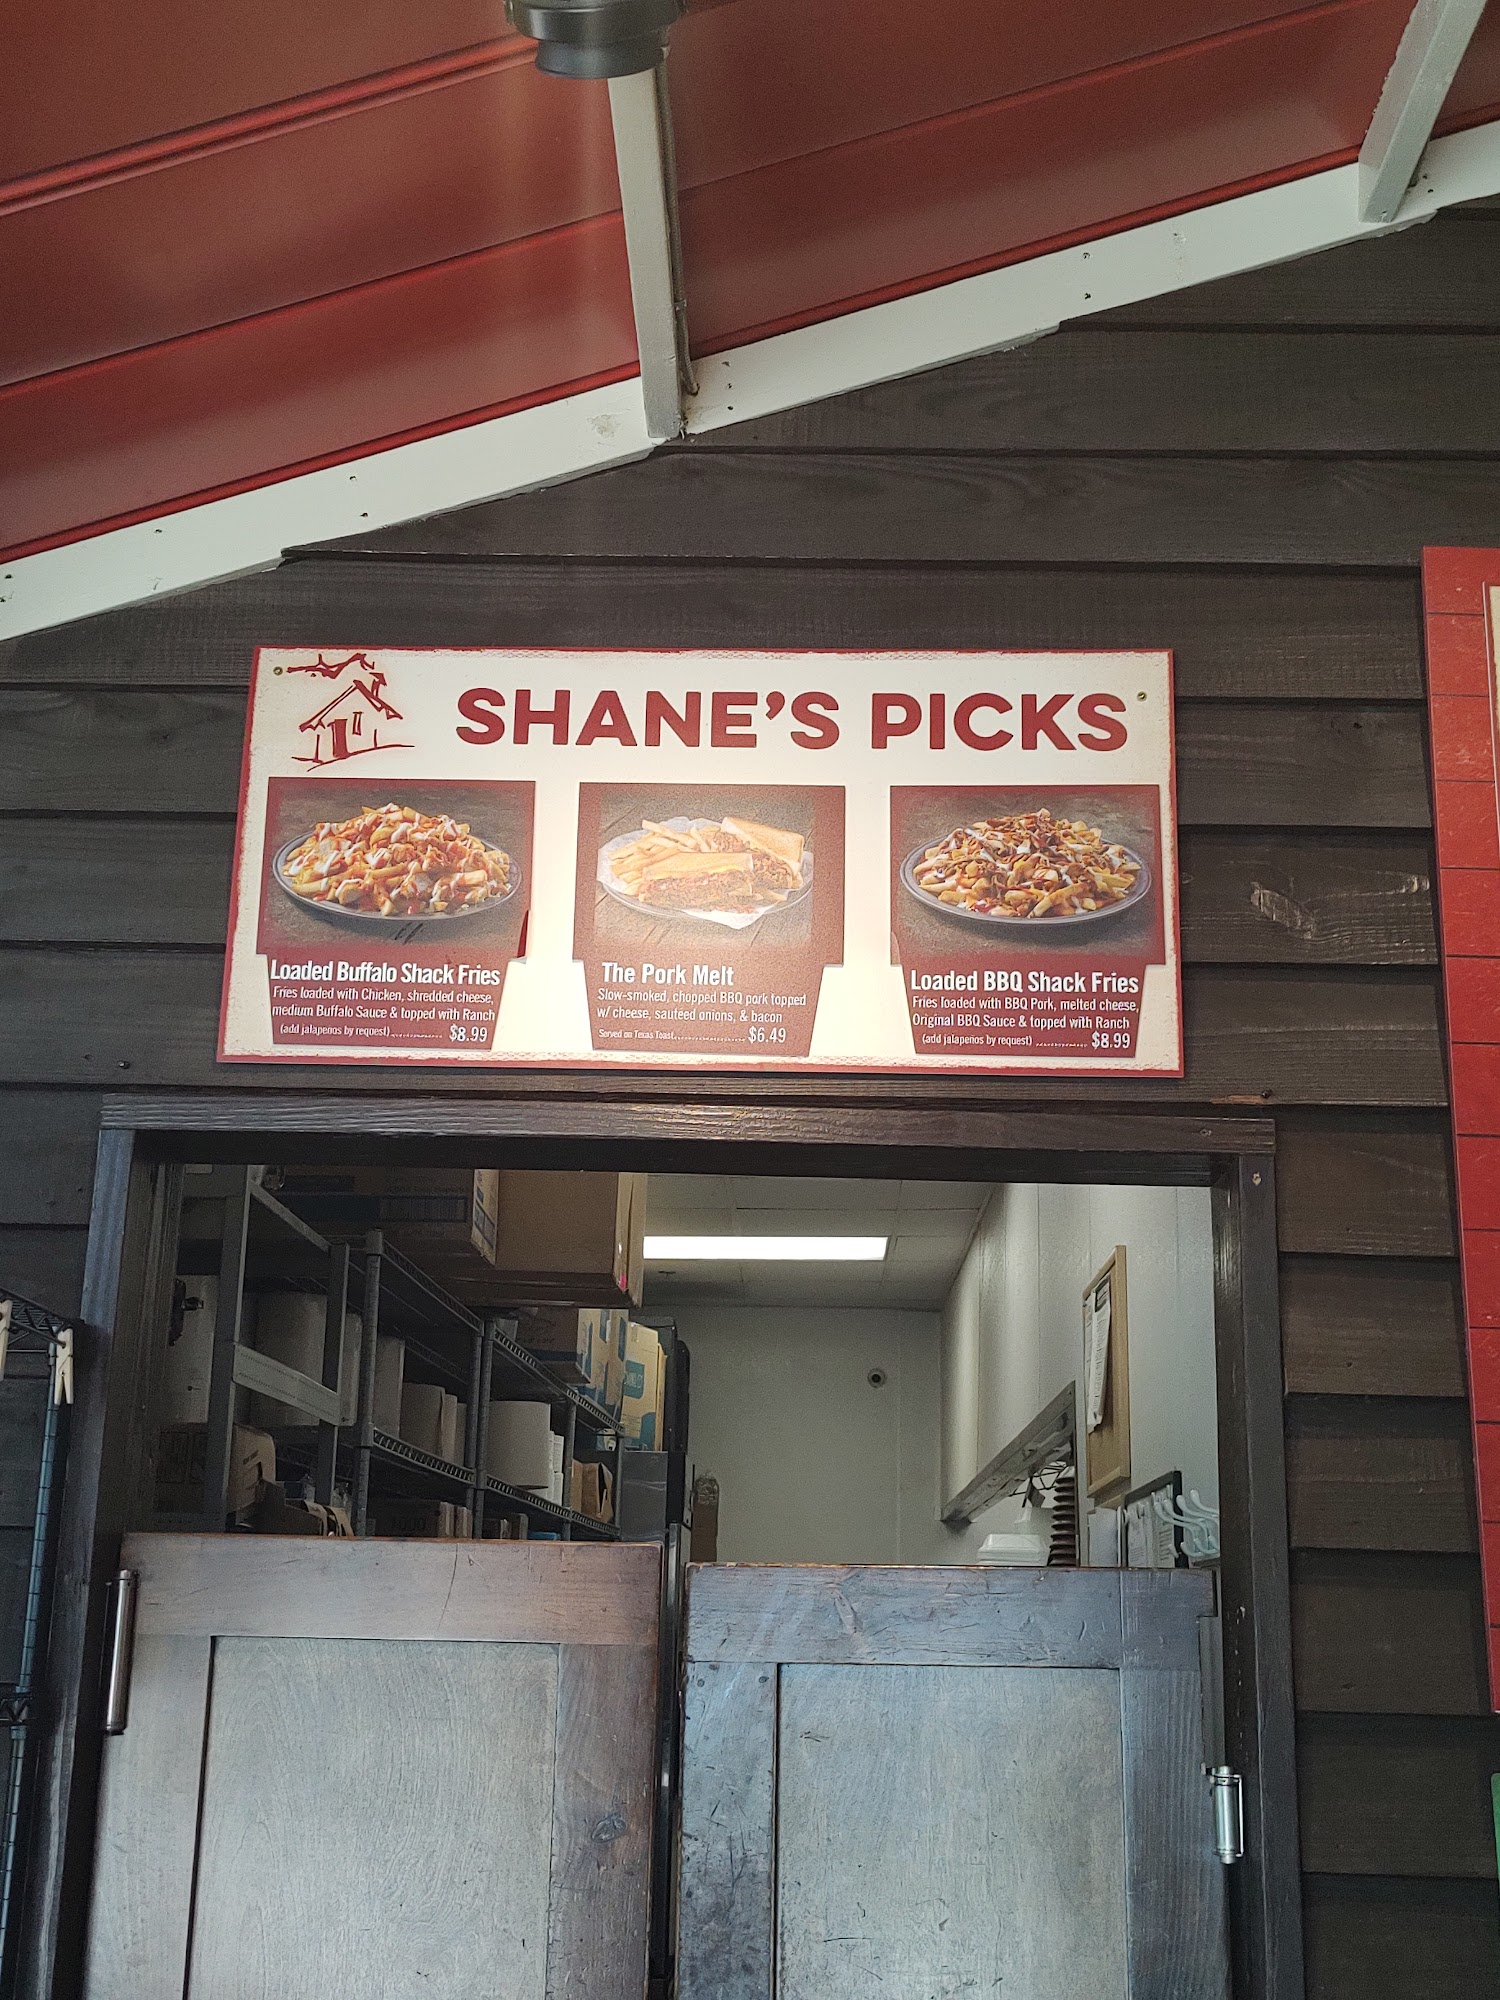 SHANE'S PICKS
Loaded Buffalo Shack Fries
Fries loaded with Chicken, shredded cheese,
medium Buffalo Sauce & topped with Ranch
(add jalapenos by request) $8.99
The Pork Melt
Slow-smoked, chopped BBQ pork topped
w/ cheese, sauteed onions, & bacon
Served on Texas Toast $6.49
Loaded BBQ Shack Fries
Fries loaded with BBQ Pork, melted cheese,
Original BBQ Sauce & topped with Ranch
(add jalapenos by request) $8.99